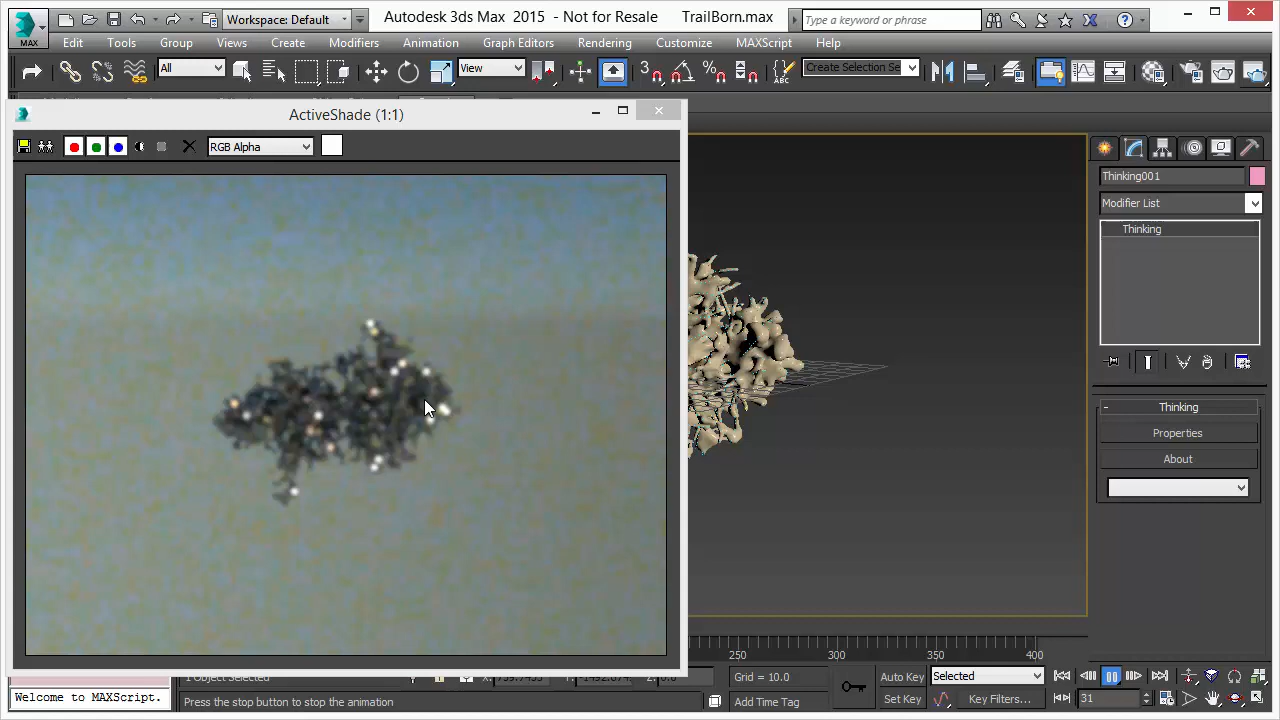 Workspace: Default
Autodesk 3ds Max 2015 - Not for Resale TrailBorn.max
Type a keyword or phrase
MAX
Edit Tools Group Views Create Modifiers Animation Graph Editors Rendering Customize MAXScript Help
All
View
3
ABC
Create Selection Se
ActiveShade (1:1)
RGB Alpha
Thinking001
Modifier List
Thinking
- Thinking
Properties
About
250 300 350 400
1 Object Selected
Grid = 10.0
Auto Key Selected
Welcome to MAXScript.
Press the stop button to stop the animation
Add Time Tag
Set Key Key Filters... 31